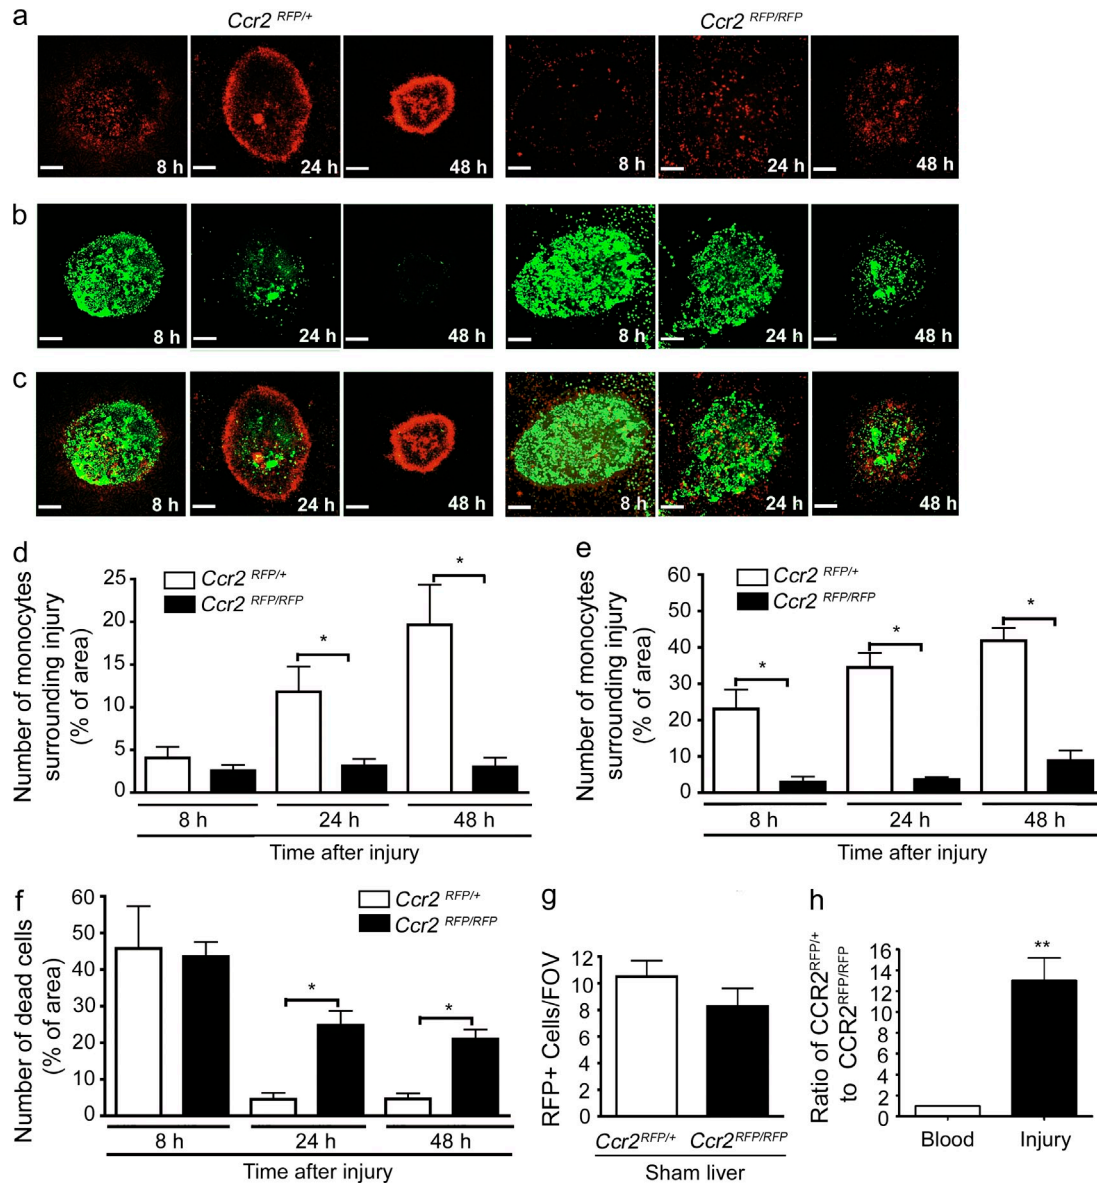 a
Ccr2 RFP/+
Ccr2 RFP/RFP
8 h
24 h
48 h
8 h
24 h
48 h
b
8 h
24 h
48 h
8 h
24 h
48 h
c
8 h
24 h
48 h
8 h
24 h
48 h
d
Number of monocytes
surrounding injury
(% of area)
25
20
15
10
5
0
Ccr2 RFP/+
Ccr2 RFP/RFP
*
*
8 h
24 h
48 h
Time after injury
e
Number of monocytes
surrounding injury
(% of area)
60
50
40
30
20
10
0
Ccr2 RFP/+
Ccr2 RFP/RFP
*
*
*
8 h
24 h
48 h
Time after injury
f
Number of dead cells
(% of area)
60
50
40
30
20
10
0
Ccr2 RFP/+
Ccr2 RFP/RFP
*
*
8 h
24 h
48 h
Time after injury
g
RFP+ Cells/FOV
12
10
8
6
4
2
0
Ccr2RFP/+
Ccr2RFP/RFP
Sham liver
h
Ratio of CCR2RFP/+
to CCR2RFP/RFP
16
14
12
10
8
6
4
2
0
**
Blood
Injury